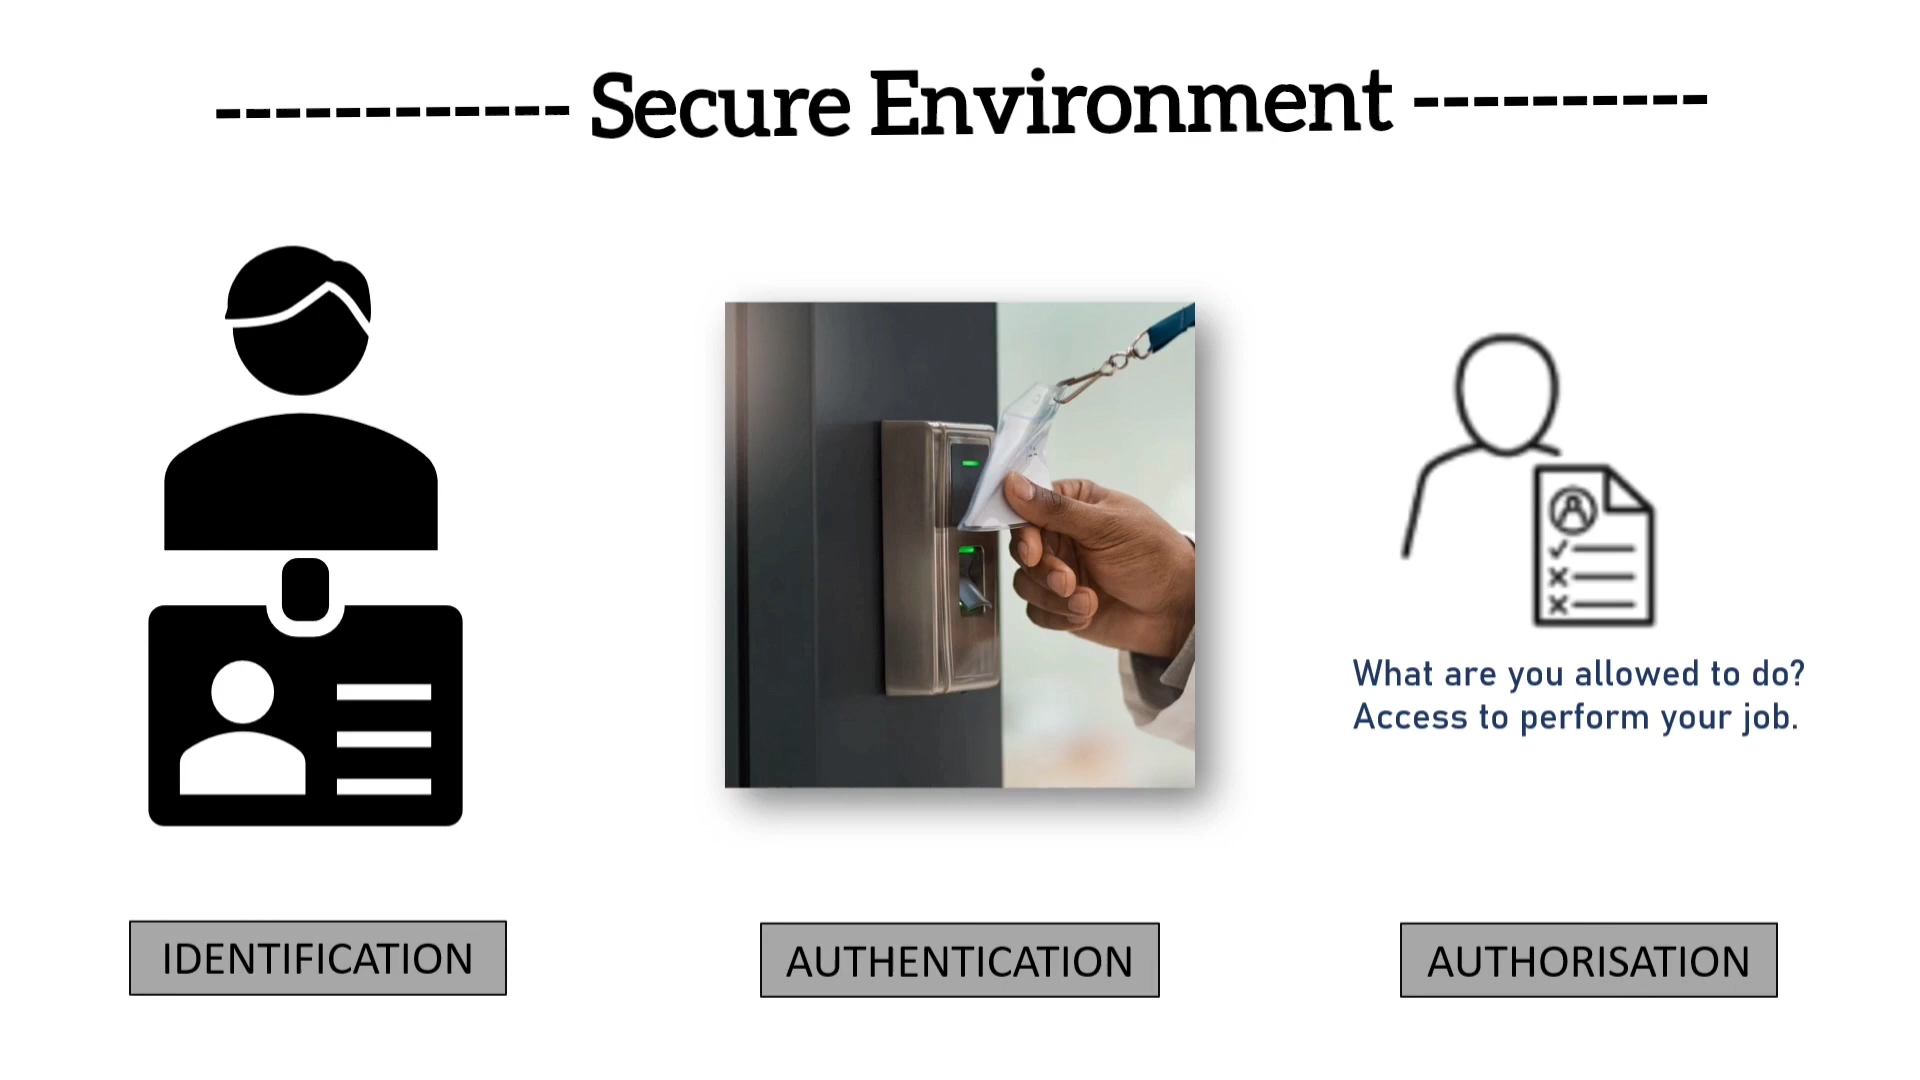 ------------ Secure Environment ----------
What are you allowed to do?
Access to perform your job.
IDENTIFICATION
AUTHENTICATION
AUTHORISATION